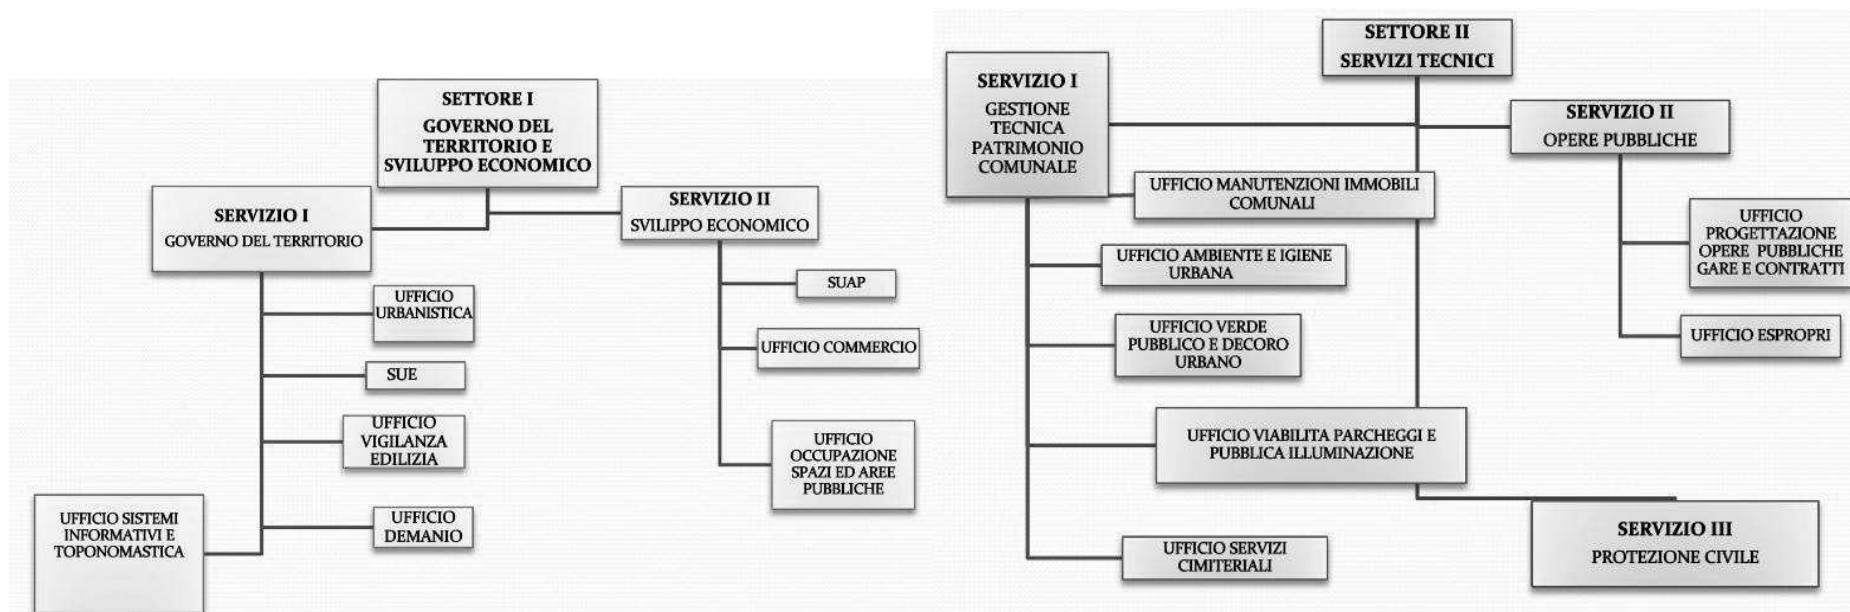 SETTORE I
GOVERNO DEL
TERRITORIO E
SVILUPPO ECONOMICO
SERVIZIO I
GOVERNO DEL TERRITORIO
UFFICIO
URBANISTICA
SUE
UFFICIO
VIGILANZA
EDILIZIA
UFFICIO
DEMANIO
UFFICIO SISTEMI
INFORMATIVI E
TOPONOMASTICA
SERVIZIO II
SVILIPPO ECONOMICO
SUAP
UFFICIO COMMERCIO
UFFICIO
OCCUPAZIONE
SPAZI ED AREE
PUBBLICHE
SETTORE II
SERVIZI TECNICI
SERVIZIO I
GESTIONE
TECNICA
PATRIMONIO
COMUNALE
UFFICIO MANUTENZIONI IMMOBILI
COMUNALI
UFFICIO AMBIENTE E IGIENE
URBANA
UFFICIO VERDE
PUBBLICO E DECORO
URBANO
UFFICIO VIABILITA PARCHEGGI E
PUBBLICA ILLUMINAZIONE
UFFICIO SERVIZI
CIMITERIALI
SERVIZIO II
OPERE PUBBLICHE
UFFICIO
PROGETTAZIONE
OPERE PUBBLICHE
GARE E CONTRATTI
UFFICIO ESPROPRI
SERVIZIO III
PROTEZIONE CIVILE